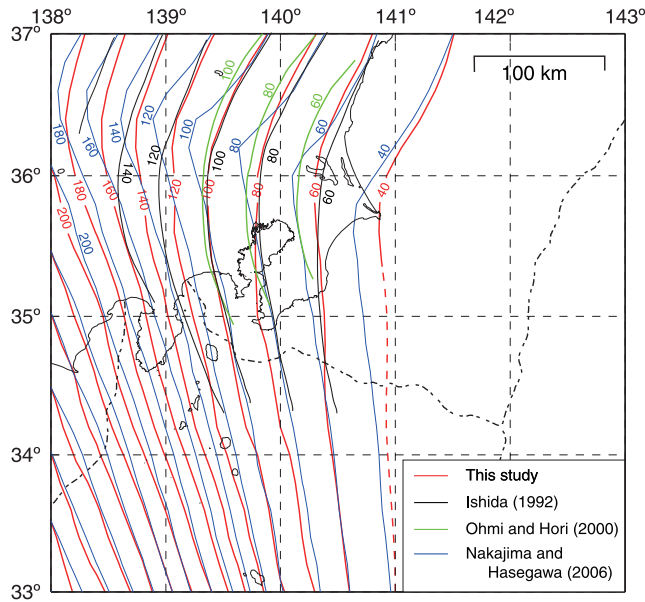 138° 139° 140° 141° 142° 143°
37°
100 km
100 80 60
180 160 140 120 100 80 60 40
140 120 100 80 60
200 180 160 140 120 100 80 60 40
200
36°
35°
34°
33°
This study
Ishida (1992)
Ohmi and Hori (2000)
Nakajima and
Hasegawa (2006)